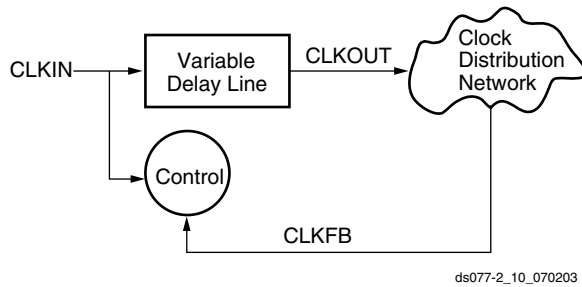 CLKIN
Variable
Delay Line
CLKOUT
Clock
Distribution
Network
Control
CLKFB
ds077-2_10_070203